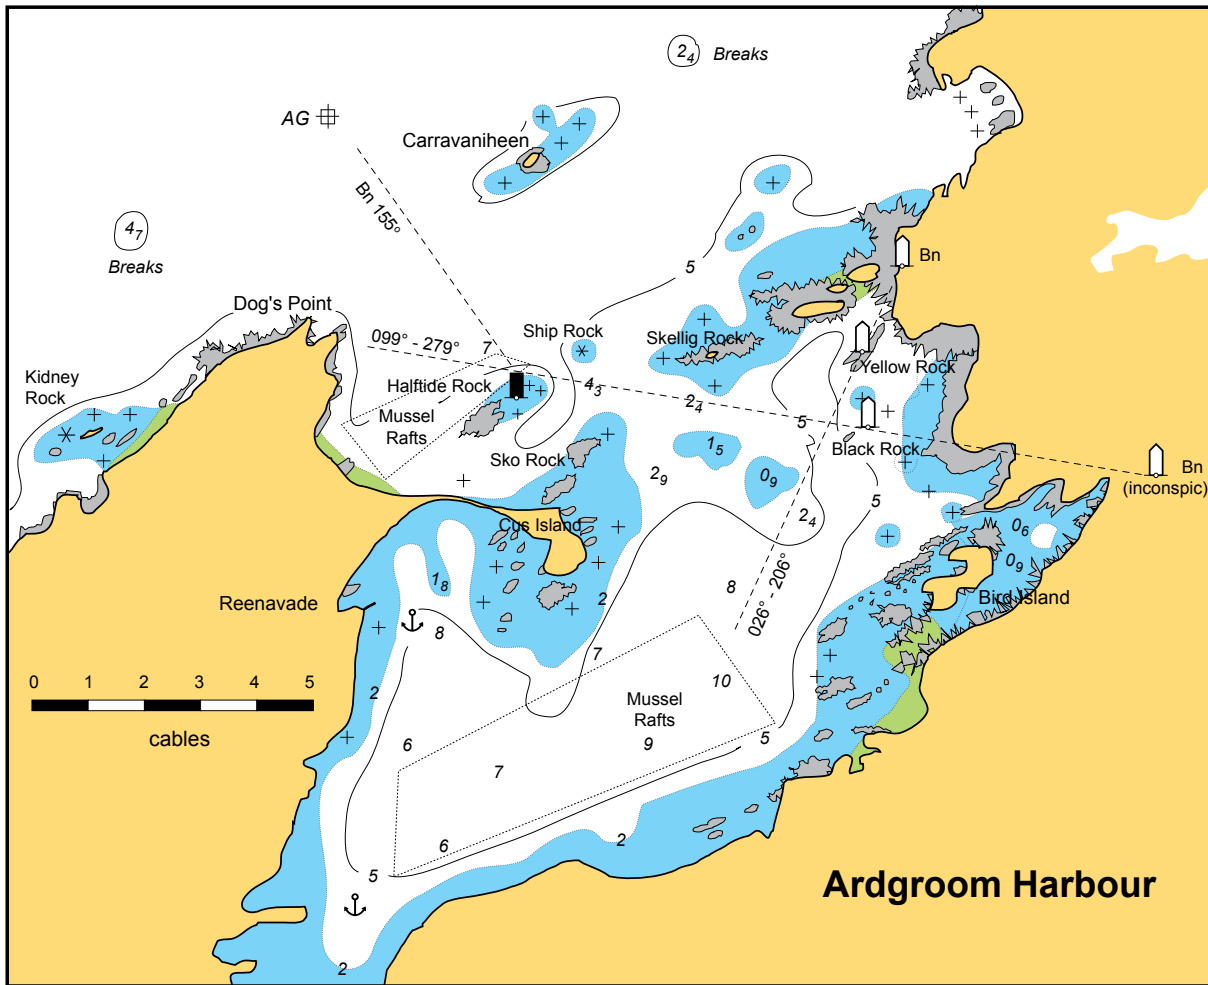 2₄ Breaks
AG
Carravaniheen
Bn 155°
4₇
Breaks
Bn
5
Dog's Point
099° - 279°
7
Ship Rock
Skellig Rock
Yellow Rock
Kidney
Rock
Halftide Rock
4₃
2₄
Mussel
Rafts
5
1₅
Black Rock
Sko Rock
2₉
0₉
5
Bn
(inconspic)
2₄
Cus Island
0₆
0₉
1₈
8
Reenavade
2
026° - 206°
Bird Island
8
7
0 1 2 3 4 5
cables
2
10
Mussel
Rafts
6
9
5
7
6
2
5
Ardgroom Harbour
2